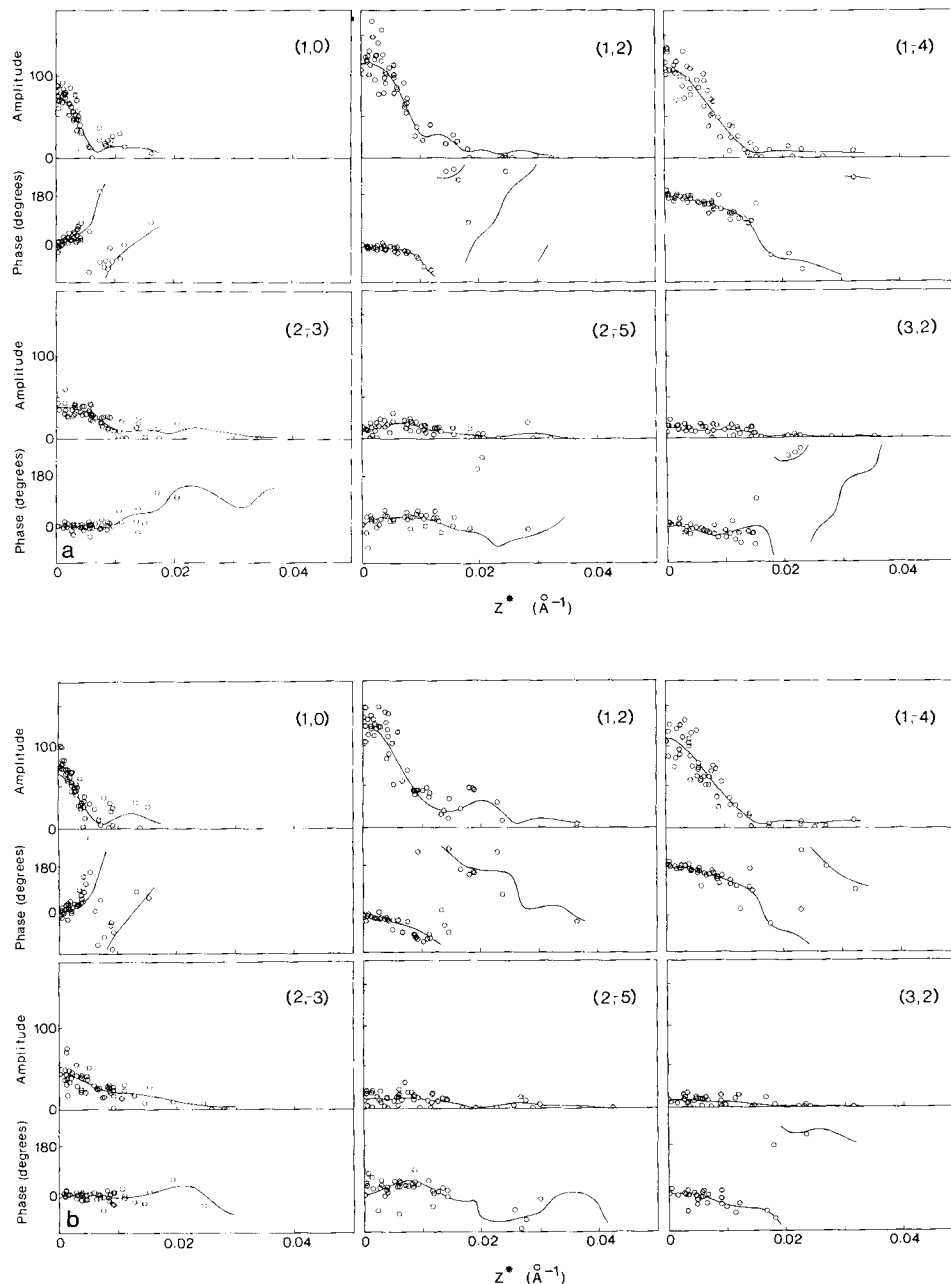 (1,0) (1,2) (1,-4)
Amplitude
100
0
Phase (degrees)
180
0
(2,-3) (2,-5) (3,2)
Amplitude
100
0
Phase (degrees)
180
0
a
0 0.02 0.04 0 0.02 0.04 0 0.02 0.04
Z* (Å-1)
(1,0) (1,2) (1,-4)
Amplitude
100
0
Phase (degrees)
180
0
(2,-3) (2,-5) (3,2)
Amplitude
100
0
Phase (degrees)
180
0
b
0 0.02 0.04 0 0.02 0.04 0 0.02 0.04
Z* (Å-1)